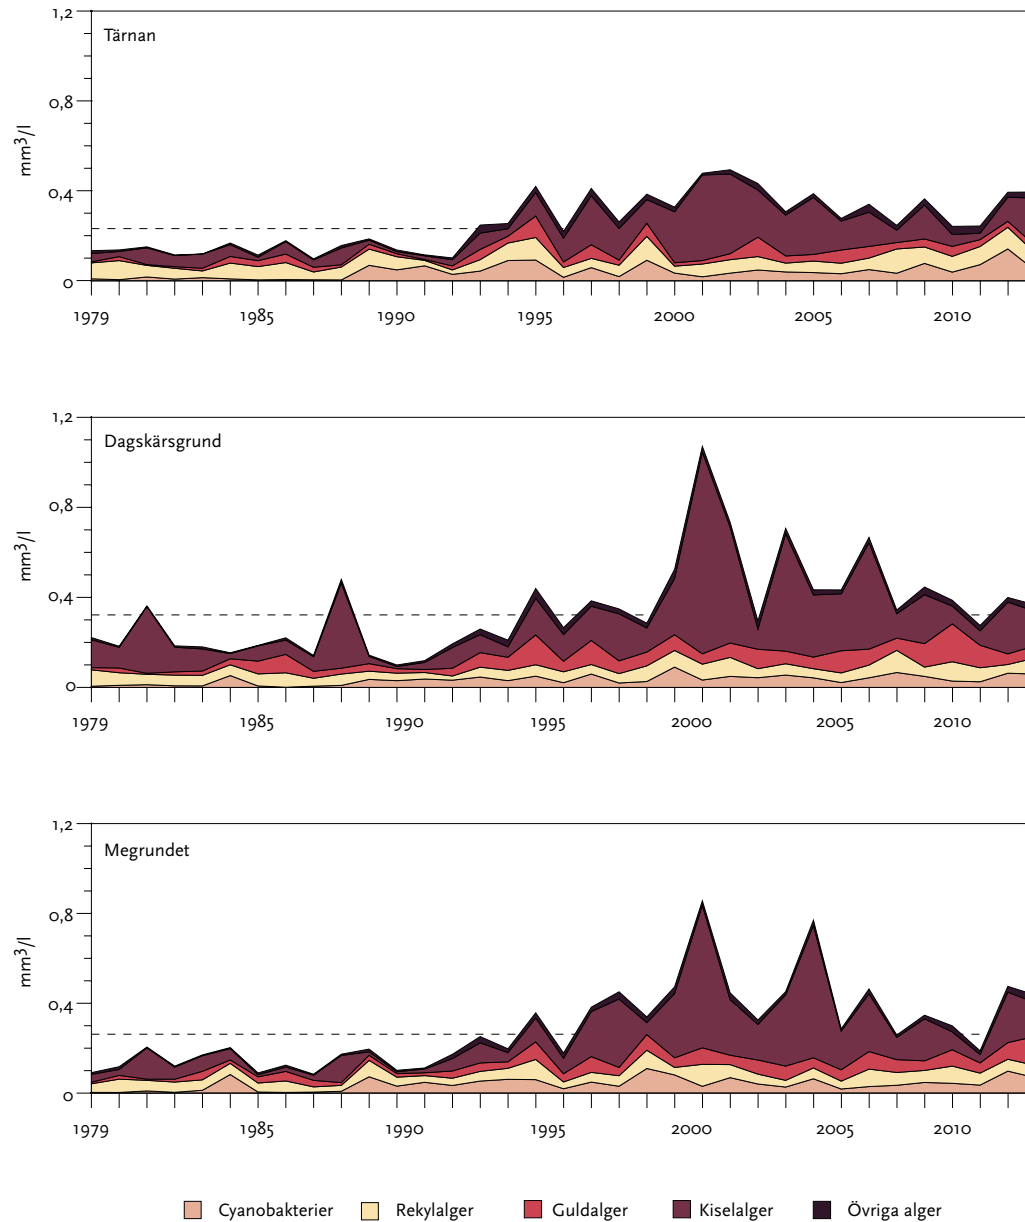 1,2
Tärnan
0,8
mm³/l
0,4
0
1979 1985 1990 1995 2000 2005 2010
1,2
Dagskärsgrund
0,8
mm³/l
0,4
0
1979 1985 1990 1995 2000 2005 2010
1,2
Megrundet
0,8
mm³/l
0,4
0
1979 1985 1990 1995 2000 2005 2010
Cyanobakterier Rekylalger Guldalger Kiselalger Övriga alger